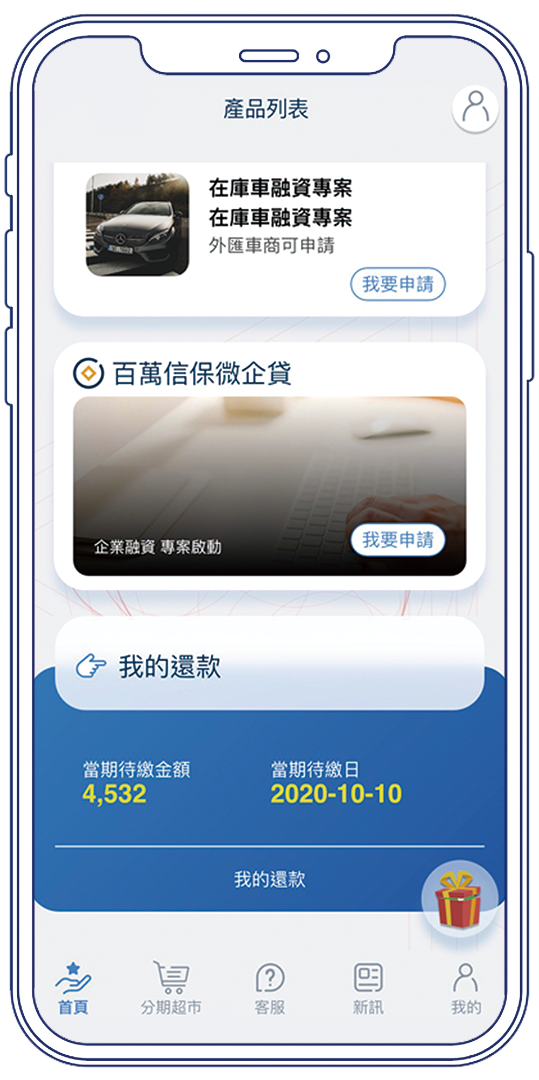 產品列表
在庫車融資專案
在庫車融資專案
外匯車商可申請
我要申請
百萬信保微企貸
企業融資 專案啟動
我要申請
我的還款
當期待繳金額
當期待繳日
4,532
2020-10-10
我的還款
首頁
分期超市
客服
新訊
我的